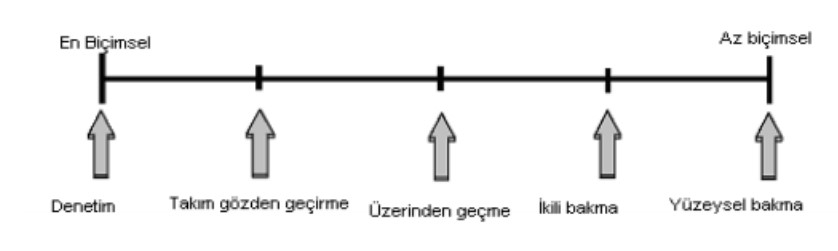 En Biçimsel
Az biçimsel
Denetim
Takım gözden geçirme
Üzerinden geçme
İkili bakma
Yüzeysel bakma